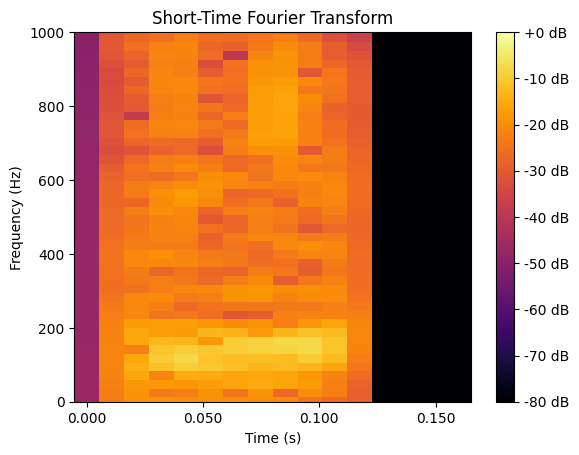 Short-Time Fourier Transform
1000
800
600
400
200
0
Frequency (Hz)
0.000
0.050
0.100
0.150
Time (s)
+0 dB
-10 dB
-20 dB
-30 dB
-40 dB
-50 dB
-60 dB
-70 dB
-80 dB